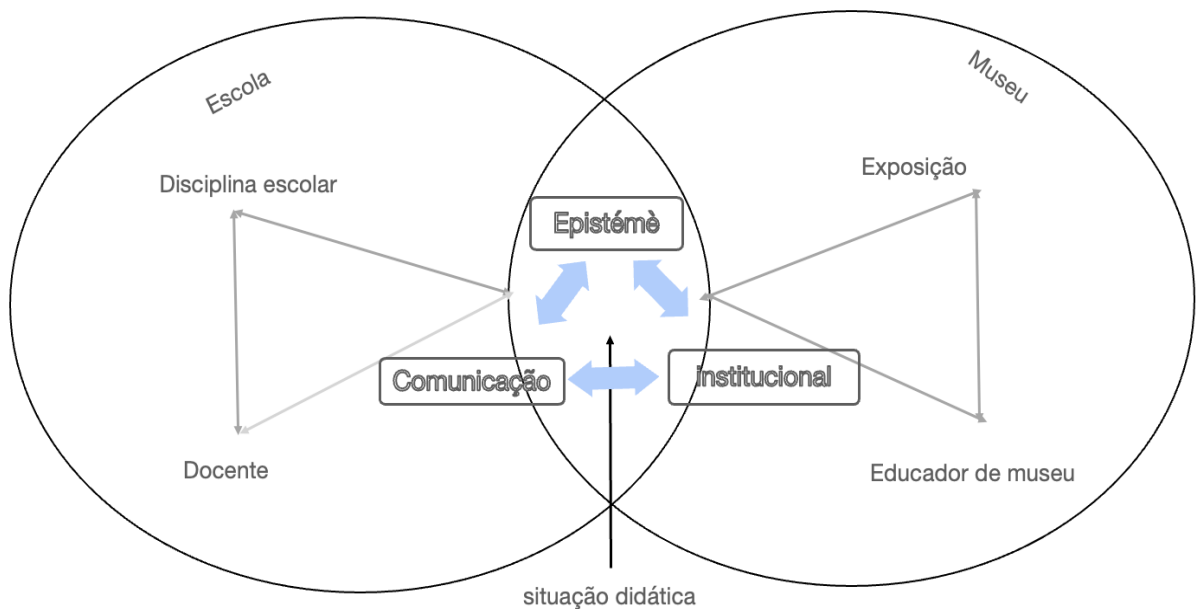 Escola
Museu
Disciplina escolar
Exposição
Epistémè
Comunicação
institucional
Docente
Educador de museu
situação didática